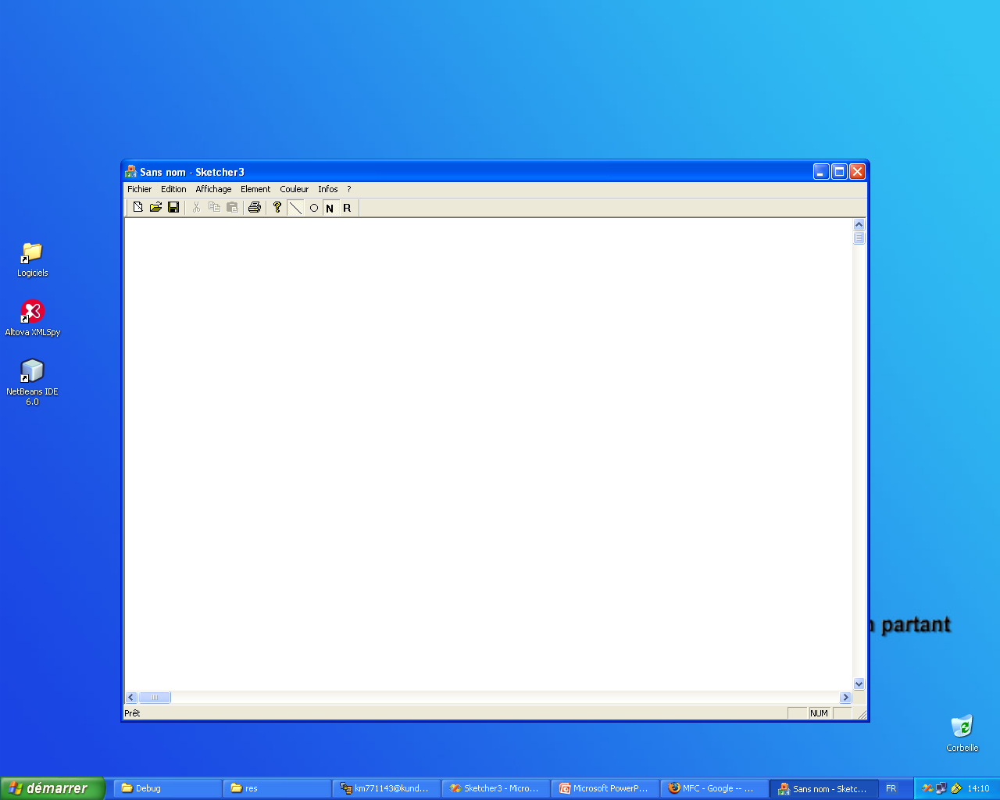 Sans nom - Sketcher3
Fichier Edition Affichage Element Couleur Infos ?
N R
Logiciels
Altova XMLSpy
NetBeans IDE
6.0
partant
Prêt
NUM
Corbeille
démarrer
Debug
res
km771143@kund...
Sketcher3 - Micro...
Microsoft PowerP...
MFC - Google -- ...
Sans nom - Sketc...
FR
14:10